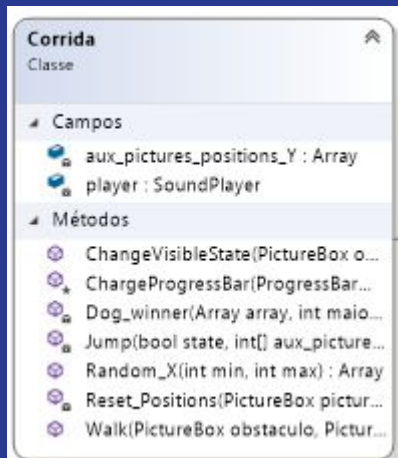 Corrida
Classe
Campos
aux_pictures_positions_Y : Array
player : SoundPlayer
Métodos
ChangeVisibleState(PictureBox o...
ChargeProgressBar(ProgressBar...
Dog_winner(Array array, int maio...
Jump(bool state, int[] aux_picture...
Random_X(int min, int max) : Array
Reset_Positions(PictureBox pictur...
Walk(PictureBox obstaculo, Pictur...